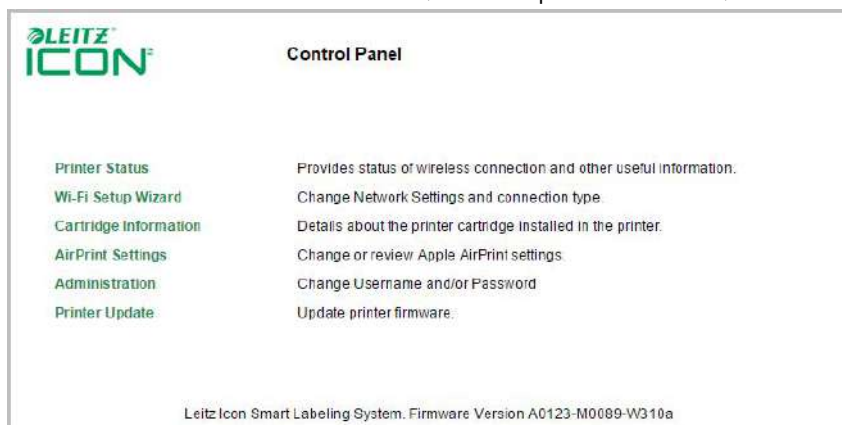 LEITZ
ICON
Control Panel
Printer Status Provides status of wireless connection and other useful information.
Wi-Fi Setup Wizard Change Network Settings and connection type.
Cartridge Information Details about the printer cartridge installed in the printer.
AirPrint Settings Change or review Apple AirPrint settings.
Administration Change Username and/or Password
Printer Update Update printer firmware.
Leitz Icon Smart Labeling System. Firmware Version A0123-M0089-W310a